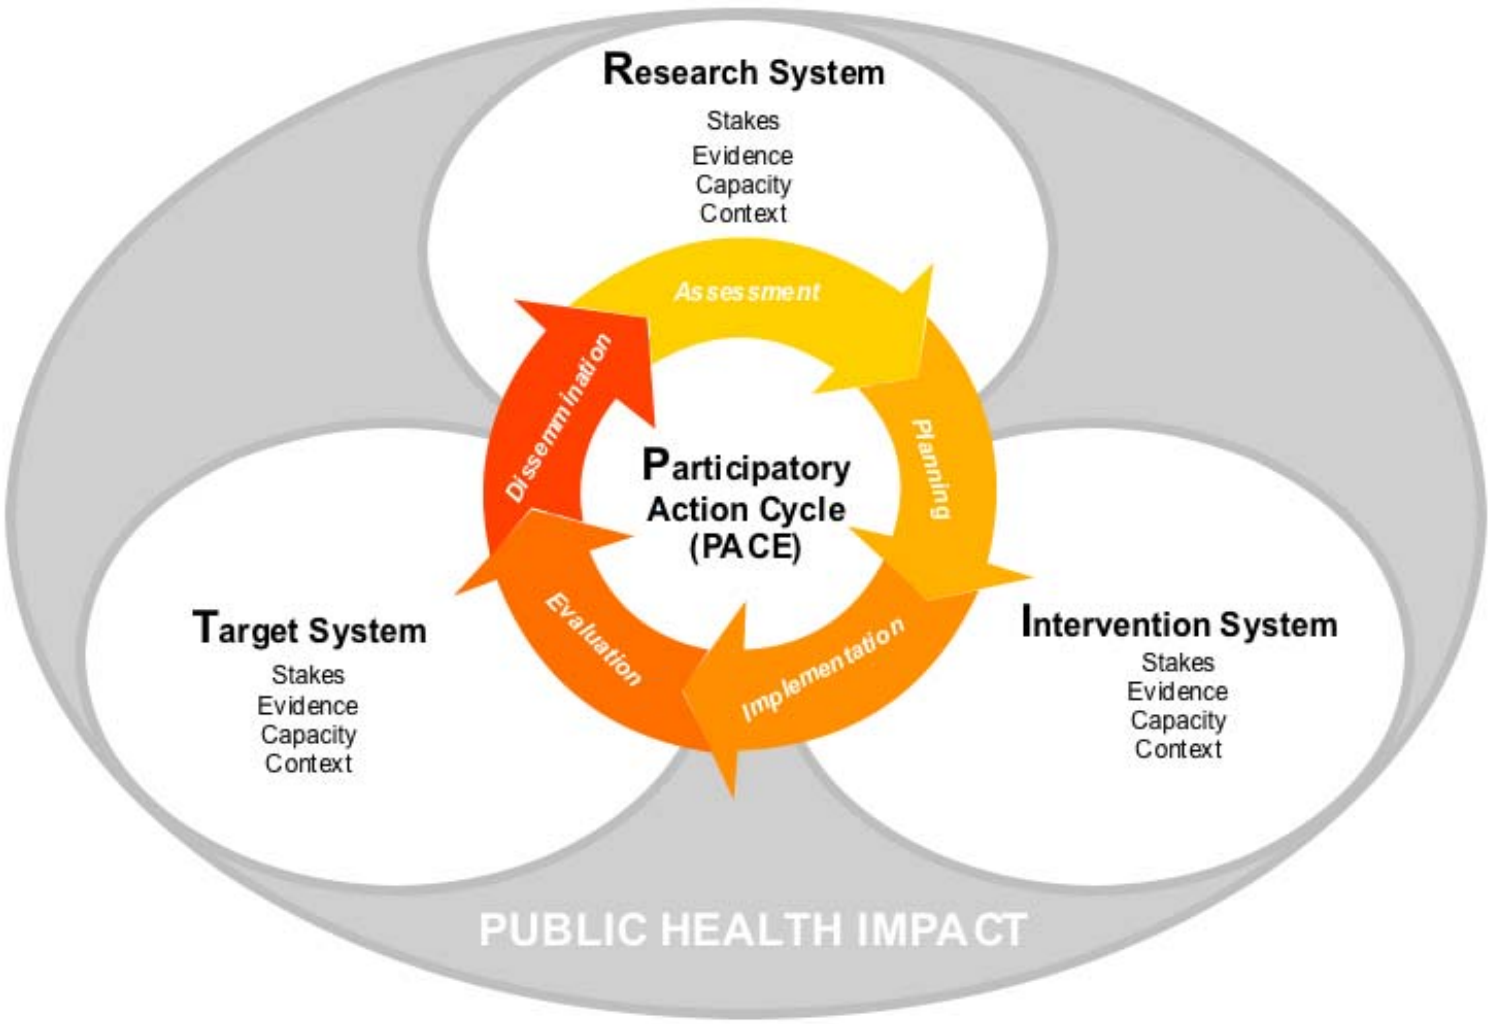 Research System
Stakes
Evidence
Capacity
Context
Assessment
Planning
Implementation
Evaluation
Dissemmination
Participatory
Action Cycle
(PACE)
Target System
Stakes
Evidence
Capacity
Context
Intervention System
Stakes
Evidence
Capacity
Context
PUBLIC HEALTH IMPACT